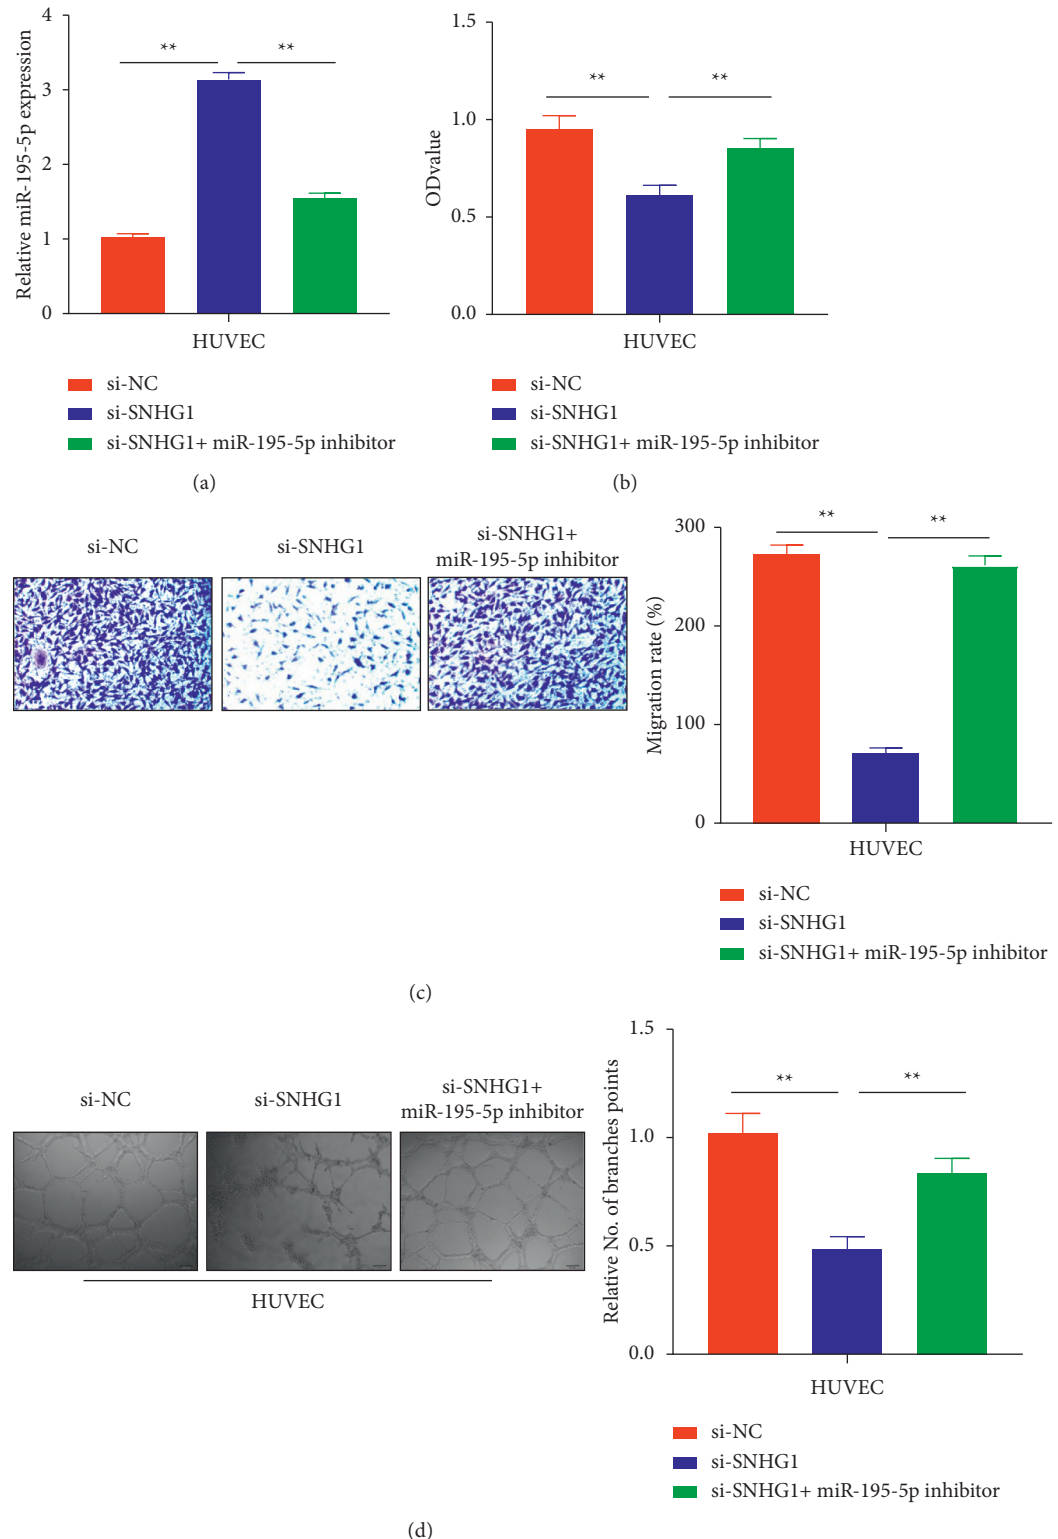 Relative miR-195-5p expression
4
3
2
1
0
**
**
HUVEC
si-NC
si-SNHG1
si-SNHG1+ miR-195-5p inhibitor
(a)
ODvalue
1.5
1.0
0.5
0.0
**
**
HUVEC
si-NC
si-SNHG1
si-SNHG1+ miR-195-5p inhibitor
(b)
si-NC
si-SNHG1
si-SNHG1+
miR-195-5p inhibitor
Migration rate (%)
300
200
100
0
**
**
HUVEC
si-NC
si-SNHG1
si-SNHG1+ miR-195-5p inhibitor
(c)
si-NC
si-SNHG1
si-SNHG1+
miR-195-5p inhibitor
HUVEC
Relative No. of branches points
1.5
1.0
0.5
0.0
**
**
HUVEC
si-NC
si-SNHG1
si-SNHG1+ miR-195-5p inhibitor
(d)